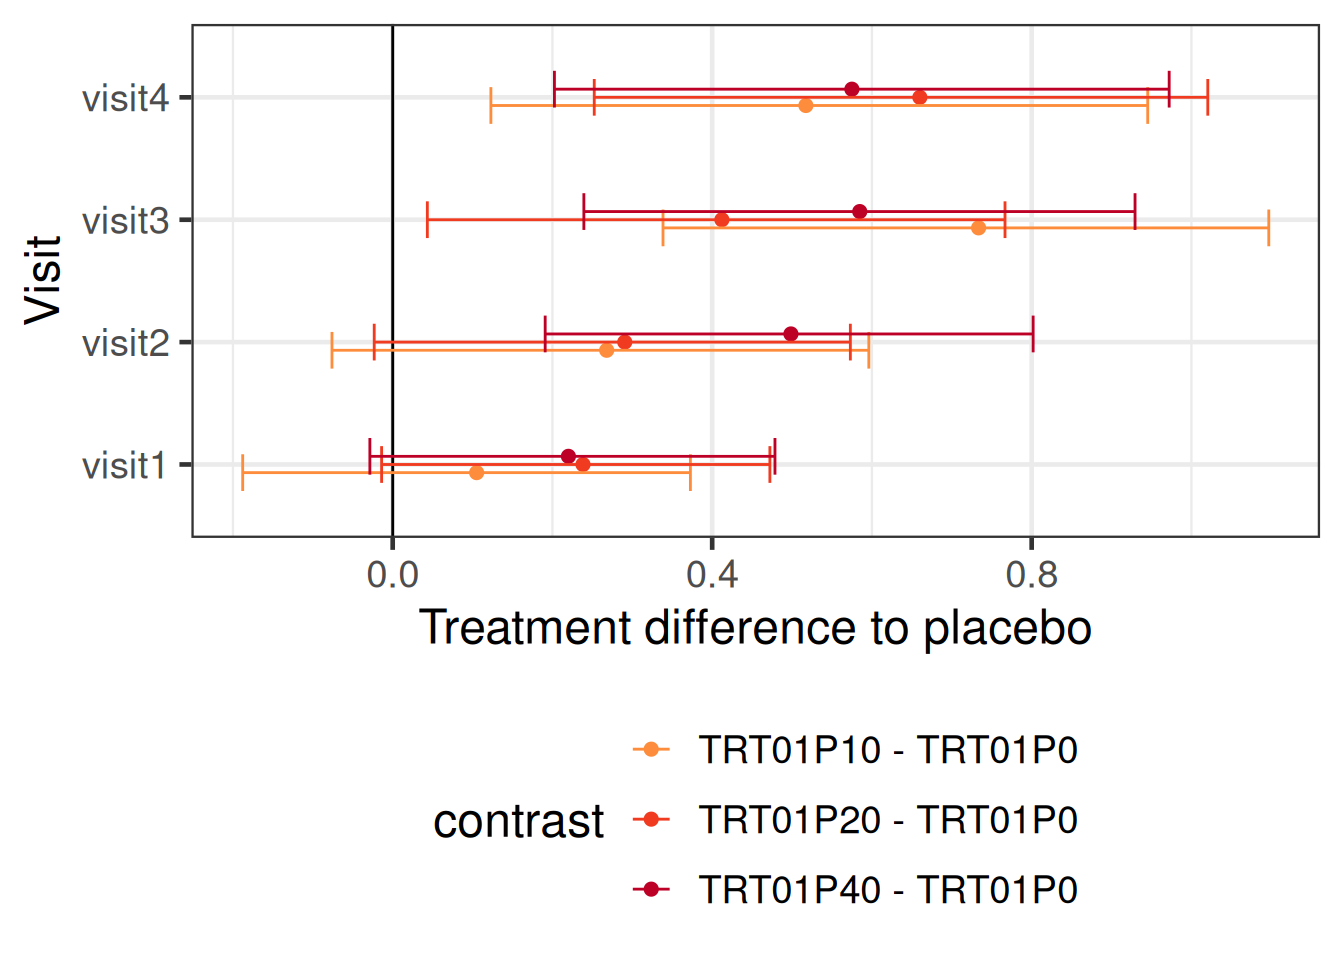 visit4
visit3
visit2
visit1
Visit
0.0 0.4 0.8
Treatment difference to placebo
contrast
TRT01P10 - TRT01P0
TRT01P20 - TRT01P0
TRT01P40 - TRT01P0